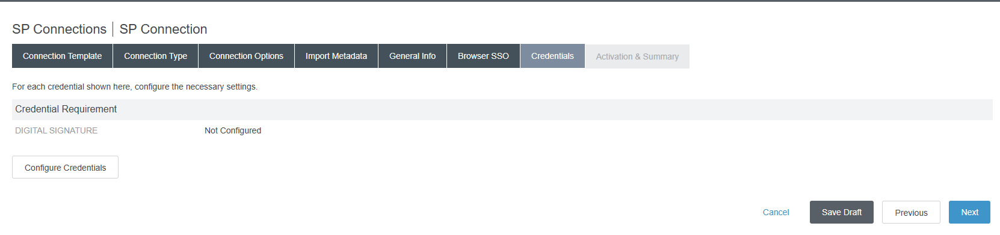 SP Connections | SP Connection
Connection Template Connection Type Connection Options Import Metadata General Info Browser SSO Credentials Activation & Summary
For each credential shown here, configure the necessary settings.
Credential Requirement
DIGITAL SIGNATURE Not Configured
Configure Credentials
Cancel Save Draft Previous Next